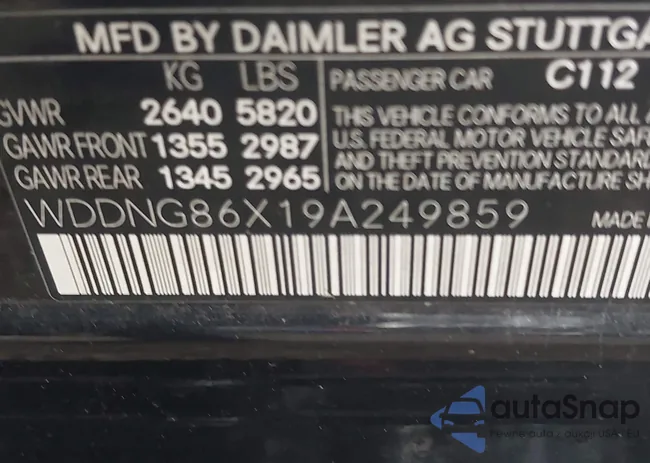 MFD BY DAIMLER AG STUTTGA
KG LBS
GVWR 2640 5820
GAWR FRONT 1355 2987
GAWR REAR 1345 2965
PASSENGER CAR C112
THIS VEHICLE CONFORMS TO ALL
U.S. FEDERAL MOTOR VEHICLE SAF
AND THEFT PREVENTION STANDARD
ON THE DATE OF MANUFACTURE SH
WDDNG86X19A249859 MADE
autaSnap